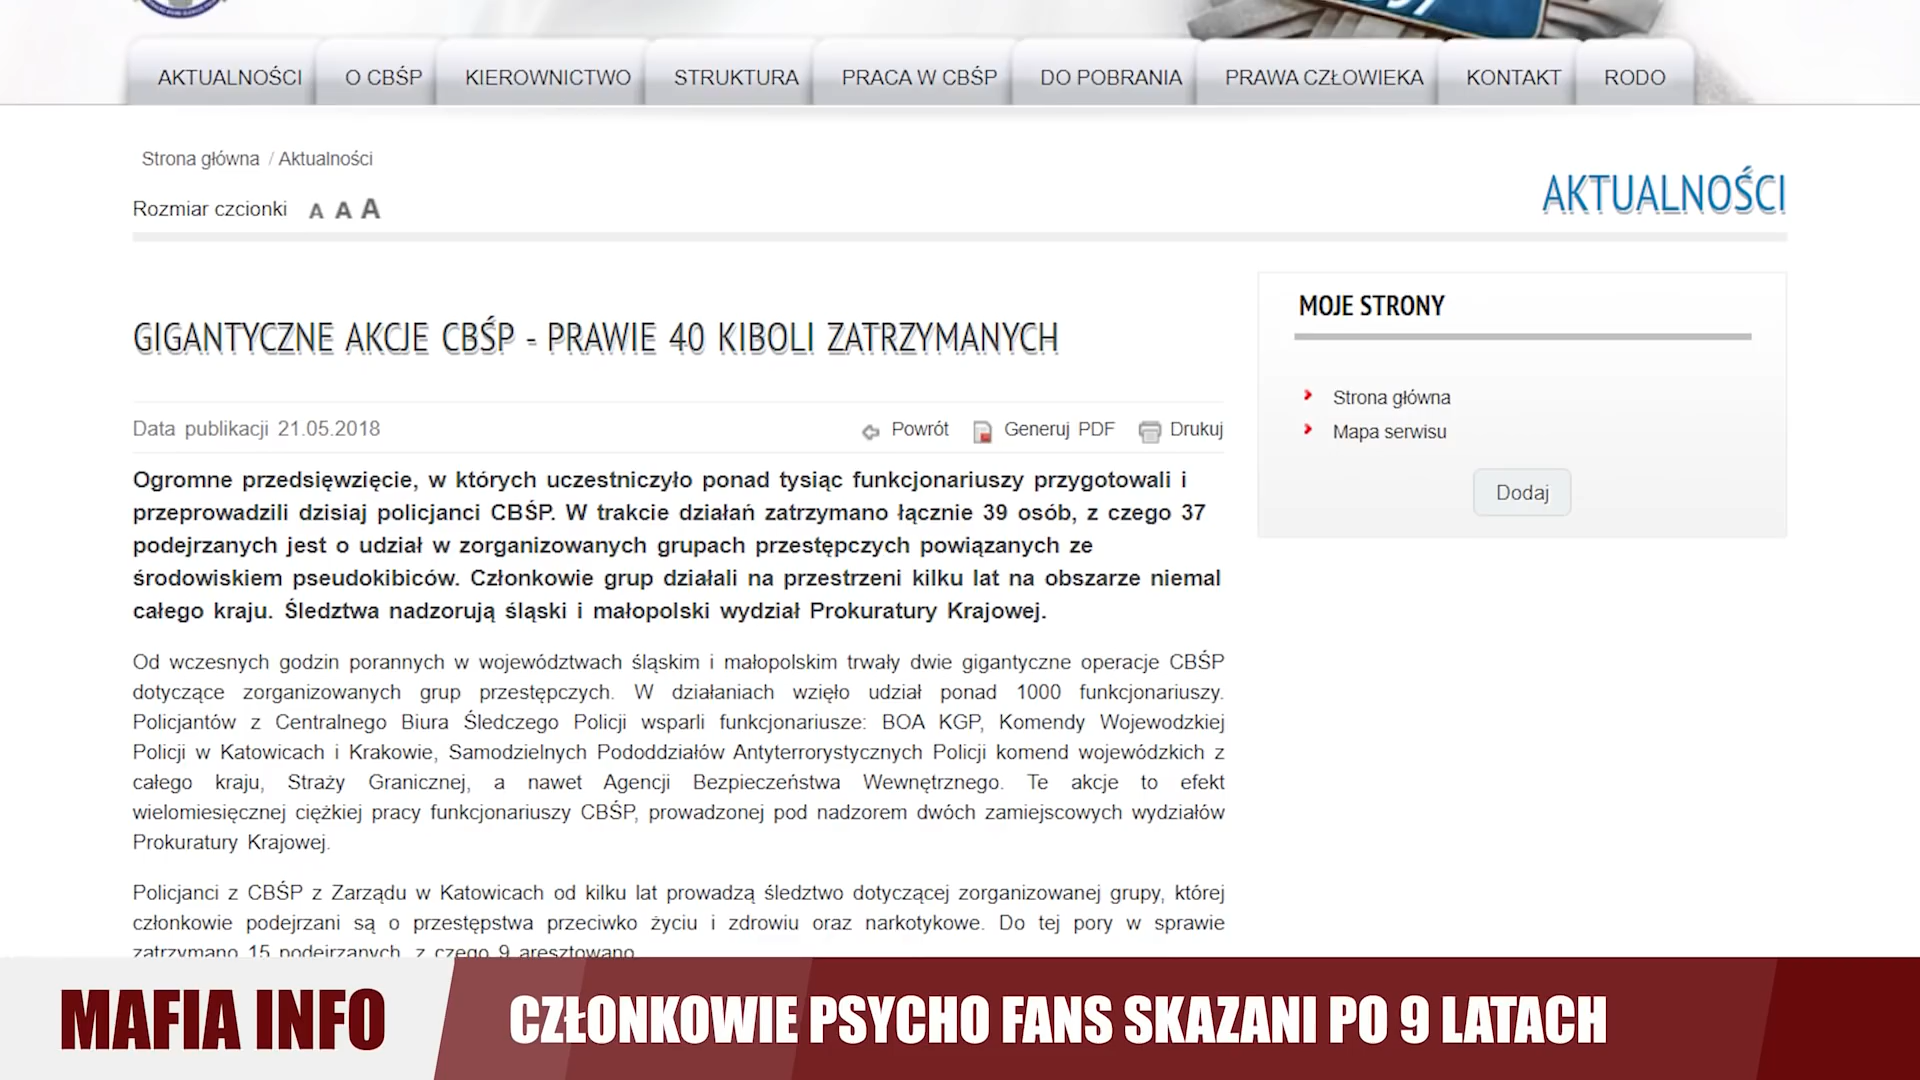 AKTUALNOŚCI O CBŚP KIEROWNICTWO STRUKTURA PRACA W CBŚP DO POBRANIA PRAWA CZŁOWIEKA KONTAKT RODO
Strona główna / Aktualności
Rozmiar czcionki A A A
AKTUALNOŚCI
GIGANTYCZNE AKCJE CBŚP - PRAWIE 40 KIBOLI ZATRZYMANYCH
Data publikacji 21.05.2018 Powrót Generuj PDF Drukuj
Ogromne przedsięwzięcie, w których uczestniczyło ponad tysiąc funkcjonariuszy przygotowali i
przeprowadzili dzisiaj policjanci CBŚP. W trakcie działań zatrzymano łącznie 39 osób, z czego 37
podejrzanych jest o udział w zorganizowanych grupach przestępczych powiązanych ze
środowiskiem pseudokibiców. Członkowie grup działali na przestrzeni kilku lat na obszarze niemal
całego kraju. Śledztwa nadzorują śląski i małopolski wydział Prokuratury Krajowej.
Od wczesnych godzin porannych w województwach śląskim i małopolskim trwały dwie gigantyczne operacje CBŚP
dotyczące zorganizowanych grup przestępczych. W działaniach wzięło udział ponad 1000 funkcjonariuszy.
Policjantów z Centralnego Biura Śledczego Policji wsparli funkcjonariusze: BOA KGP, Komendy Wojewodzkiej
Policji w Katowicach i Krakowie, Samodzielnych Pododdziałów Antyterrorystycznych Policji komend wojewódzkich z
całego kraju, Straży Granicznej, a nawet Agencji Bezpieczeństwa Wewnętrznego. Te akcje to efekt
wielomiesięcznej ciężkiej pracy funkcjonariuszy CBŚP, prowadzonej pod nadzorem dwóch zamiejscowych wydziałów
Prokuratury Krajowej.
Policjanci z CBŚP z Zarządu w Katowicach od kilku lat prowadzą śledztwo dotyczącej zorganizowanej grupy, której
członkowie podejrzani są o przestępstwa przeciwko życiu i zdrowiu oraz narkotykowe. Do tej pory w sprawie
zatrzymano 15 podejrzanych, z czego 9 aresztowano.
MOJE STRONY
Strona główna
Mapa serwisu
Dodaj
MAFIA INFO
CZŁONKOWIE PSYCHO FANS SKAZANI PO 9 LATACH